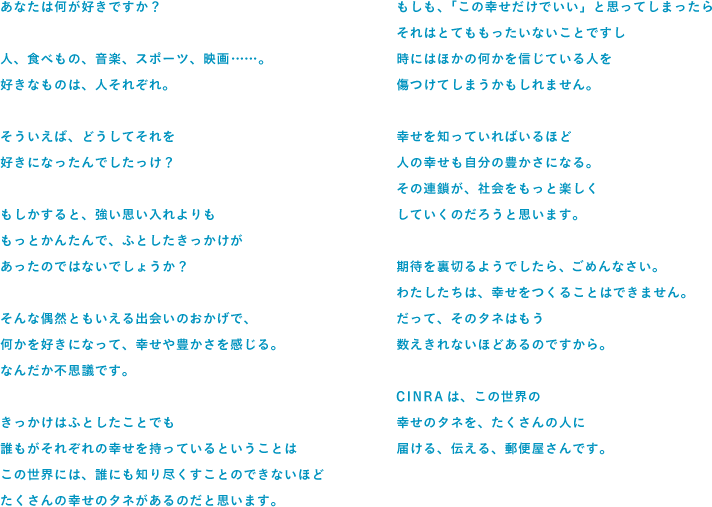 あなたは何が好きですか？
人、食べもの、音楽、スポーツ、映画……。
好きなものは、人それぞれ。
そういえば、どうしてそれを
好きになったんでしたっけ？
もしかすると、強い思い入れよりも
もっとかんたんで、ふとしたきっかけが
あったのではないでしょうか？
そんな偶然ともいえる出会いのおかげで、
何かを好きになって、幸せや豊かさを感じる。
なんだか不思議です。
きっかけはふとしたことでも
誰もがそれぞれの幸せを持っているということは
この世界には、誰にも知り尽くすことのできないほど
たくさんの幸せのタネがあるのだと思います。
もしも、「この幸せだけでいい」と思ってしまったら
それはとてももったいないことですし
時にはほかの何かを信じている人を
傷つけてしまうかもしれません。
幸せを知っていればいるほど
人の幸せも自分の豊かさになる。
その連鎖が、社会をもっと楽しく
していくのだろうと思います。
期待を裏切るようでしたら、ごめんなさい。
わたしたちは、幸せをつくることはできません。
だって、そのタネはもう
数えきれないほどあるのですから。
CINRAは、この世界の
幸せのタネを、たくさんの人に
届ける、伝える、郵便屋さんです。